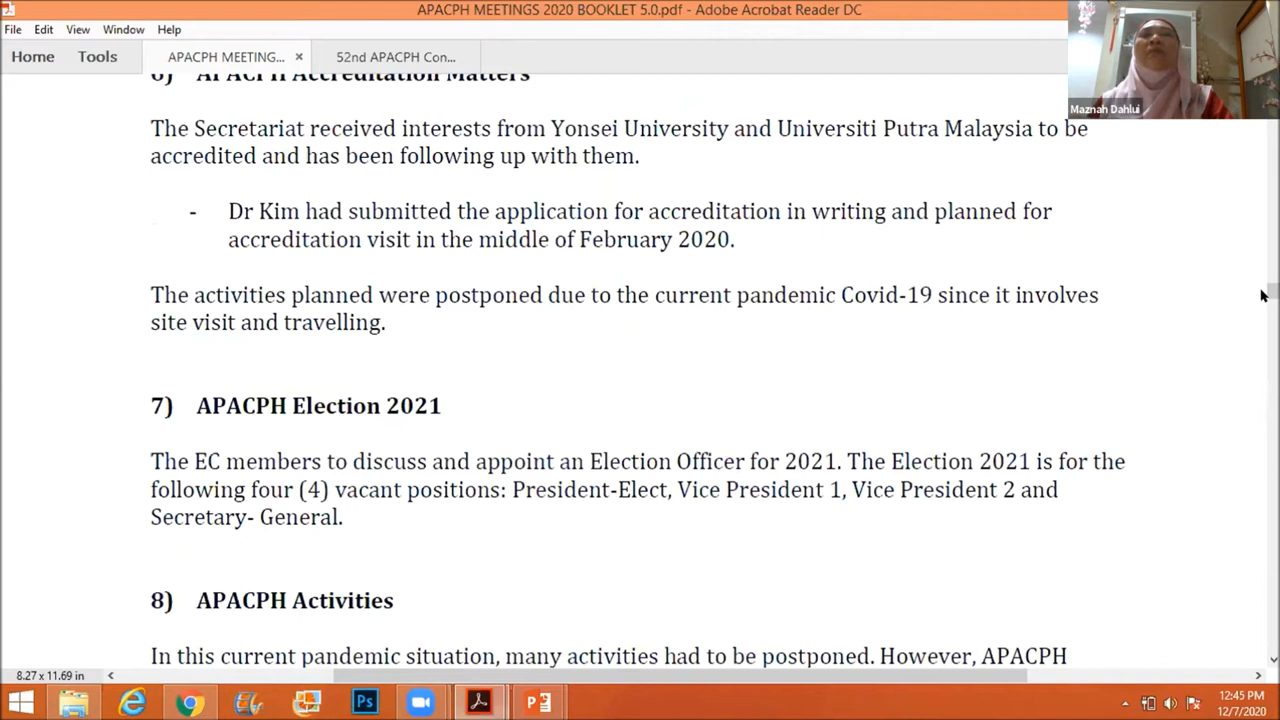 APACPH MEETINGS 2020 BOOKLET 5.0.pdf - Adobe Acrobat Reader DC
File Edit View Window Help
Home Tools APACPH MEETING... × 52nd APACPH Con...
Maznah Dahlui
6) APACPH Accreditation Matters
The Secretariat received interests from Yonsei University and Universiti Putra Malaysia to be
accredited and has been following up with them.
- Dr Kim had submitted the application for accreditation in writing and planned for
accreditation visit in the middle of February 2020.
The activities planned were postponed due to the current pandemic Covid-19 since it involves
site visit and travelling.
7) APACPH Election 2021
The EC members to discuss and appoint an Election Officer for 2021. The Election 2021 is for the
following four (4) vacant positions: President-Elect, Vice President 1, Vice President 2 and
Secretary- General.
8) APACPH Activities
In this current pandemic situation, many activities had to be postponed. However, APACPH
8.27 x 11.69 in
Ps
12:45 PM
12/7/2020